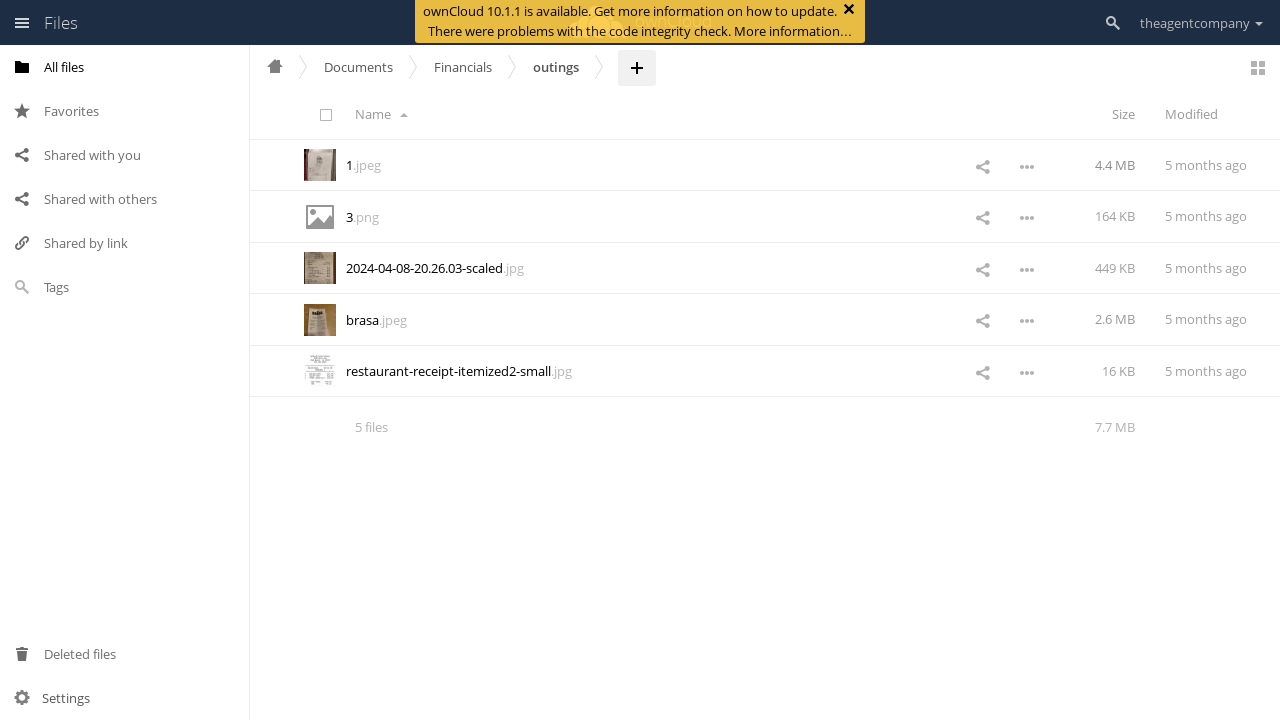 Files
ownCloud 10.1.1 is available. Get more information on how to update.
There were problems with the code integrity check. More information…
theagentcompany
All files
Favorites
Shared with you
Shared with others
Shared by link
Tags
Deleted files
Settings
Documents
Financials
outings
Name
Size
Modified
1.jpeg
4.4 MB
5 months ago
3.png
164 KB
5 months ago
2024-04-08-20.26.03-scaled.jpg
449 KB
5 months ago
brasa.jpeg
2.6 MB
5 months ago
restaurant-receipt-itemized2-small.jpg
16 KB
5 months ago
5 files
7.7 MB